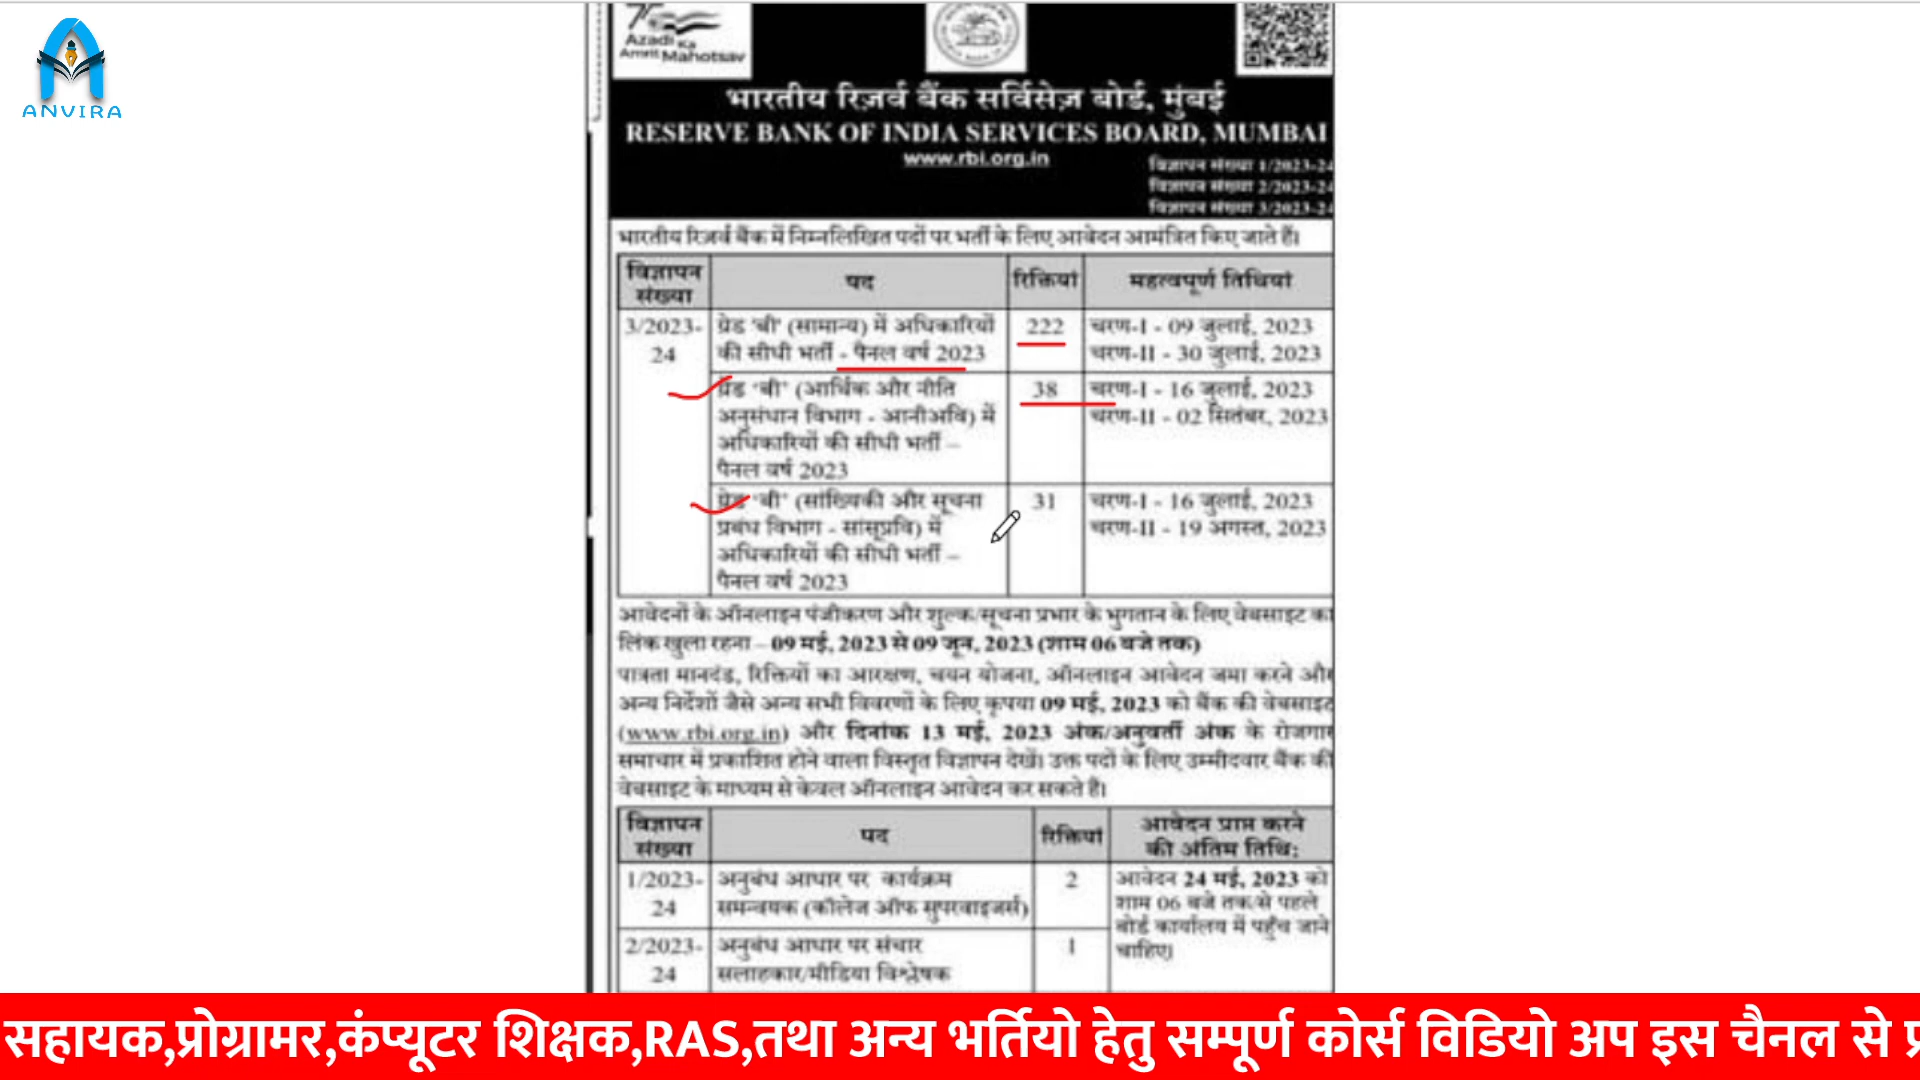 ANVIRA
Azadi Ka
Amrit Mahotsav
भारतीय रिज़र्व बैंक सर्विसेज़ बोर्ड, मुंबई
RESERVE BANK OF INDIA SERVICES BOARD, MUMBAI
www.rbi.org.in
विज्ञापन संख्या 1/2023-24
विज्ञापन संख्या 2/2023-24
विज्ञापन संख्या 3/2023-24
भारतीय रिज़र्व बैंक में निम्नलिखित पदों पर भर्ती के लिए आवेदन आमंत्रित किए जाते हैं।
विज्ञापन संख्या पद रिक्तियां महत्वपूर्ण तिथियां
3/2023- ग्रेड 'बी' (सामान्य) में अधिकारियों 222 चरण-I - 09 जुलाई, 2023
24 की सीधी भर्ती - पैनल वर्ष 2023 चरण-II - 30 जुलाई, 2023
ग्रेड 'बी' (आर्थिक और नीति 38 चरण-I - 16 जुलाई, 2023
अनुसंधान विभाग - आनीअवि) में चरण-II - 02 सितंबर, 2023
अधिकारियों की सीधी भर्ती –
पैनल वर्ष 2023
ग्रेड 'बी' (सांख्यिकी और सूचना 31 चरण-I - 16 जुलाई, 2023
प्रबंध विभाग - सांसूप्रवि) में चरण-II - 19 अगस्त, 2023
अधिकारियों की सीधी भर्ती –
पैनल वर्ष 2023
आवेदनों के ऑनलाइन पंजीकरण और शुल्क/सूचना प्रभार के भुगतान के लिए वेबसाइट का
लिंक खुला रहना – 09 मई, 2023 से 09 जून, 2023 (शाम 06 बजे तक)
पात्रता मानदंड, रिक्तियों का आरक्षण, चयन योजना, ऑनलाइन आवेदन जमा करने और
अन्य निर्देशों जैसे अन्य सभी विवरणों के लिए कृपया 09 मई, 2023 को बैंक की वेबसाइट
(www.rbi.org.in) और दिनांक 13 मई, 2023 अंक/अनुवर्ती अंक के रोजगार
समाचार में प्रकाशित होने वाला विस्तृत विज्ञापन देखें। उक्त पदों के लिए उम्मीदवार बैंक की
वेबसाइट के माध्यम से केवल ऑनलाइन आवेदन कर सकते हैं।
विज्ञापन पद रिक्तियां आवेदन प्राप्त करने
संख्या की अंतिम तिथि:
1/2023- अनुबंध आधार पर कार्यक्रम 2 आवेदन 24 मई, 2023 को
24 समन्वयक (कॉलेज ऑफ सुपरवाइजर्स) शाम 06 बजे तक/से पहले
बोर्ड कार्यालय में पहुँच जाने
2/2023- अनुबंध आधार पर संचार 1 चाहिए।
24 सलाहकार/मीडिया विश्लेषक
सहायक,प्रोग्रामर,कंप्यूटर शिक्षक,RAS,तथा अन्य भर्तियो हेतु सम्पूर्ण कोर्स विडियो अप इस चैनल से प्र